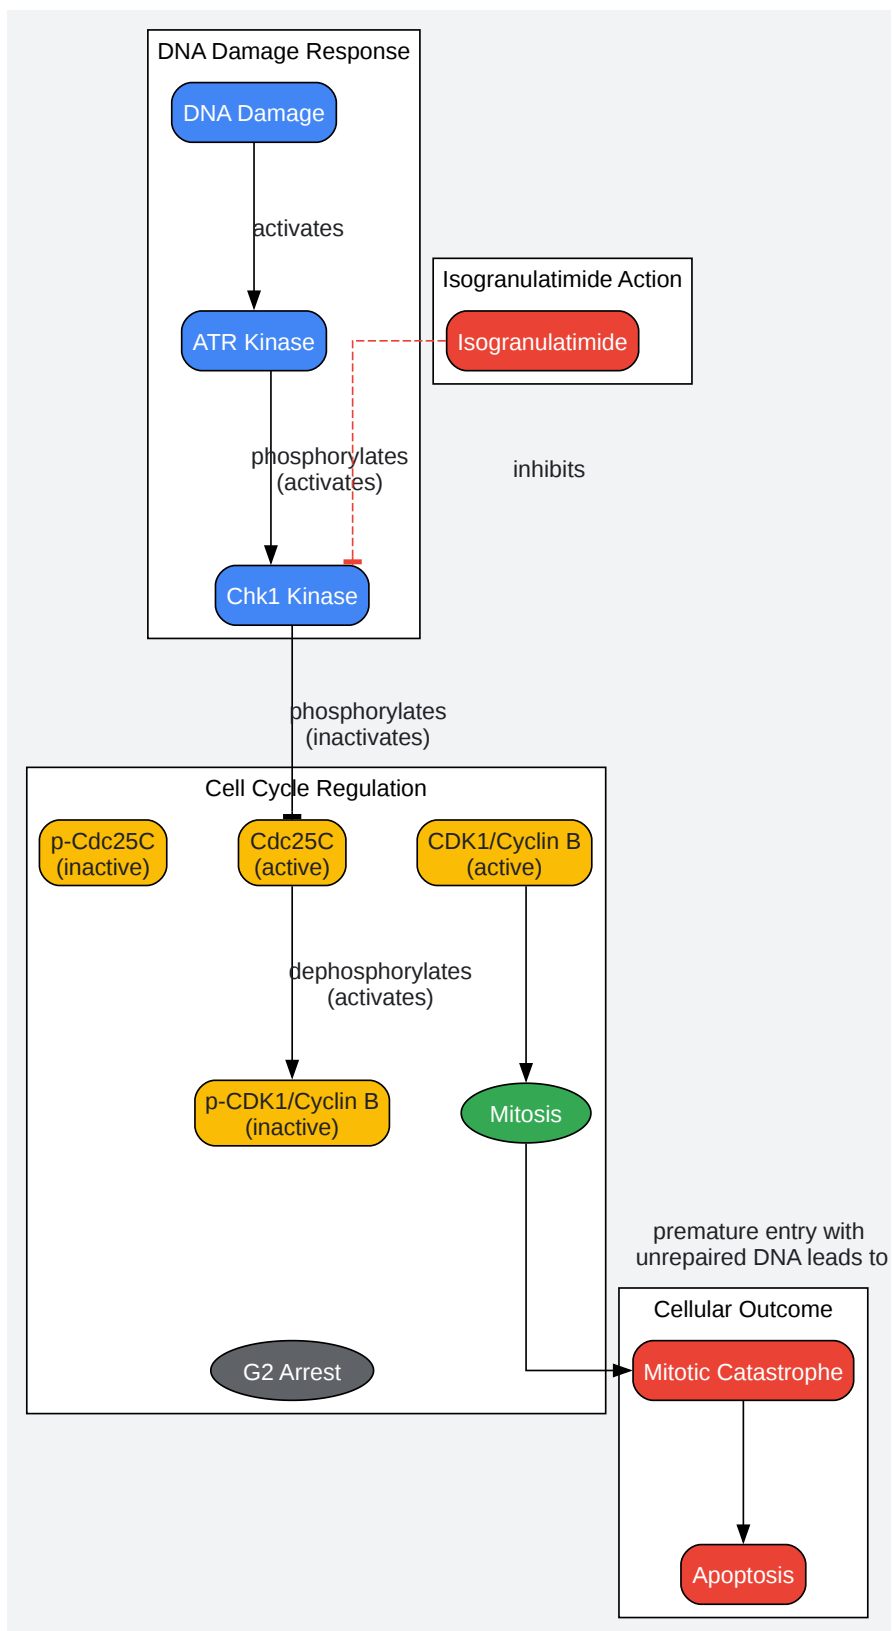 DNA Damage Response
DNA Damage
activates
Isogranulatimide Action
ATR Kinase
Isogranulatimide
phosphorylates
(activates)
inhibits
Chk1 Kinase
phosphorylates
(inactivates)
Cell Cycle Regulation
p-Cdc25C
(inactive)
Cdc25C
(active)
CDK1/Cyclin B
(active)
dephosphorylates
(activates)
p-CDK1/Cyclin B
(inactive)
Mitosis
premature entry with
unrepaired DNA leads to
Cellular Outcome
G2 Arrest
Mitotic Catastrophe
Apoptosis